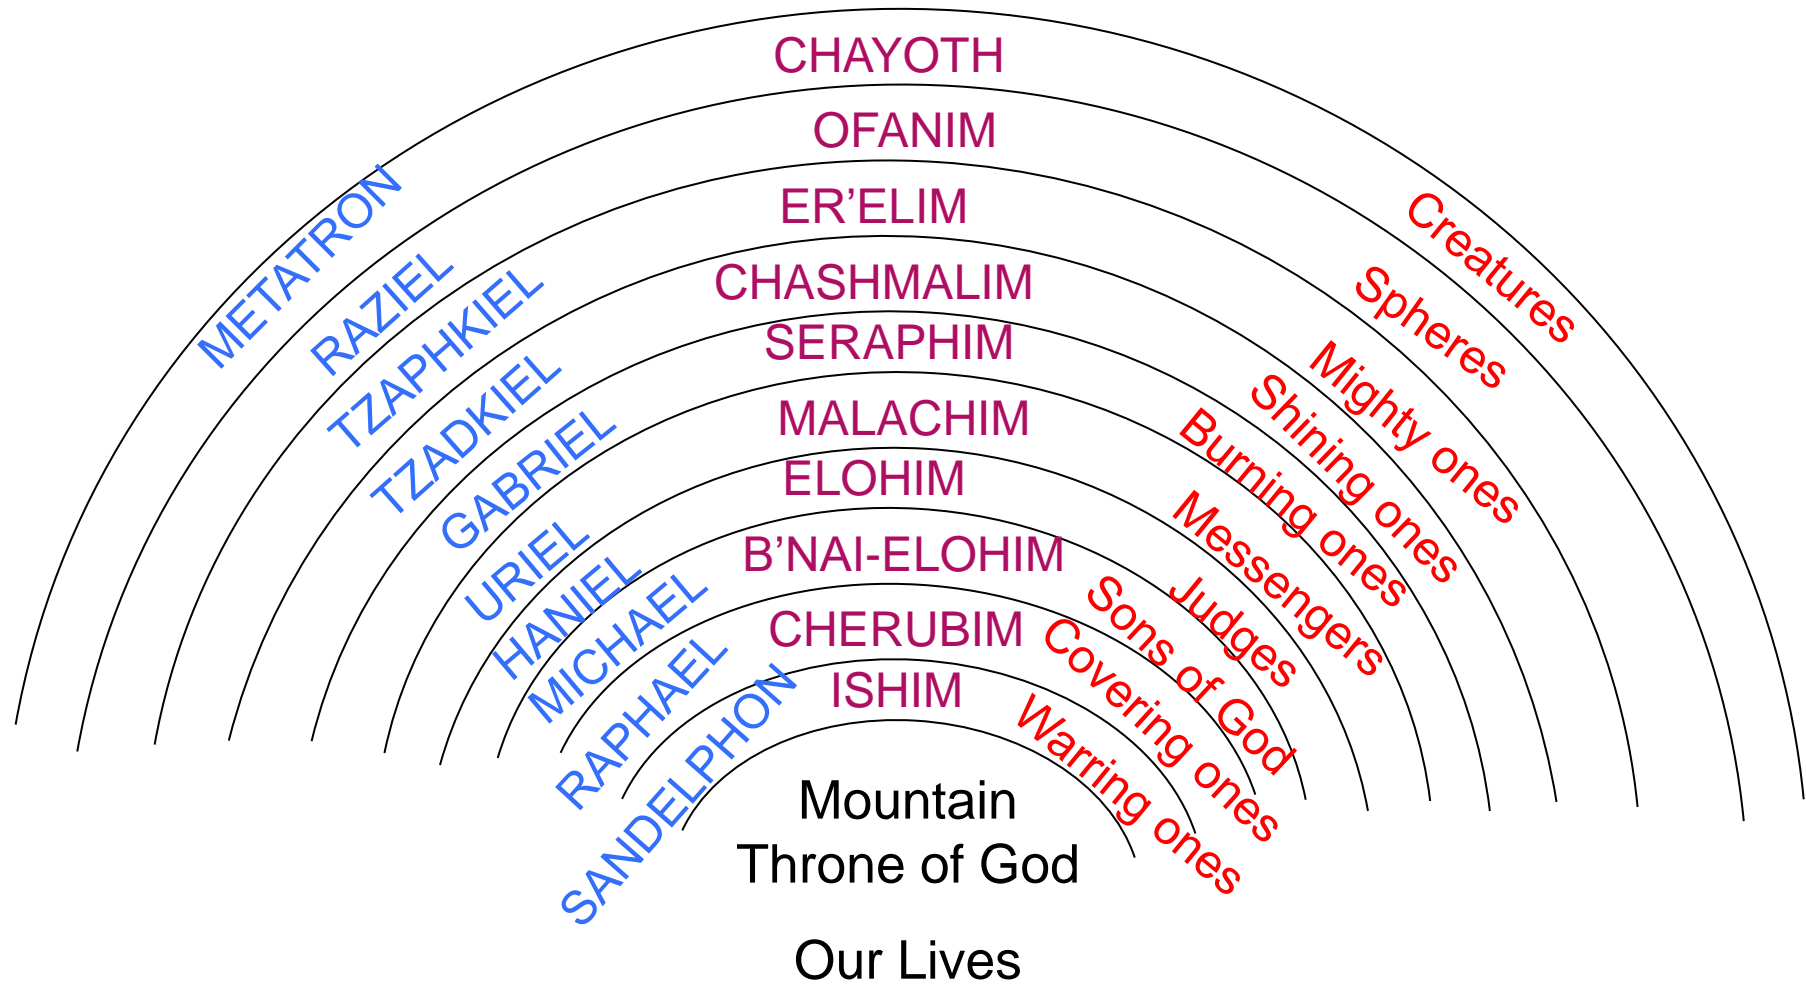 CHAYOTH
OFANIM
ER’ELIM
CHASHMALIM
SERAPHIM
MALACHIM
ELOHIM
B’NAI-ELOHIM
CHERUBIM
ISHIM
METATRON
RAZIEL
TZAPHKIEL
TZADKIEL
GABRIEL
URIEL
HANIEL
MICHAEL
RAPHAEL
SANDELPHON
Creatures
Spheres
Mighty ones
Shining ones
Burning ones
Messengers
Judges
Sons of God
Covering ones
Warring ones
Mountain
Throne of God
Our Lives